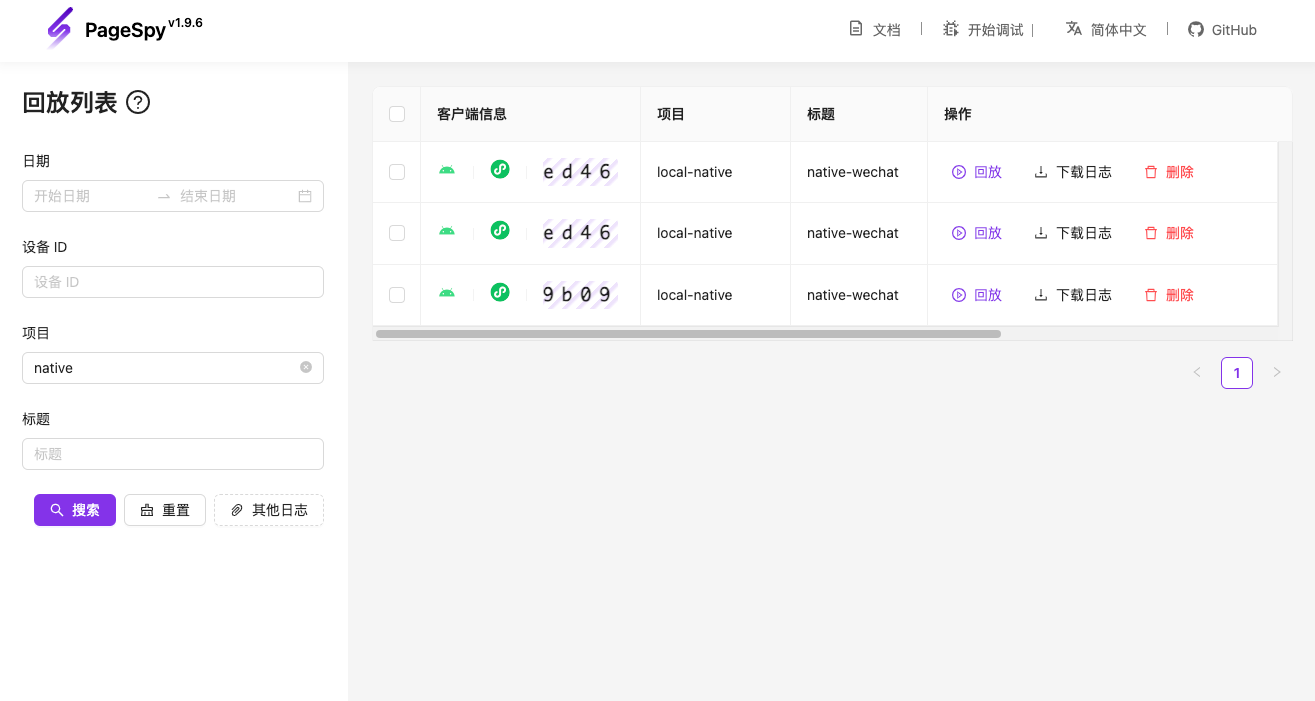 PageSpy v1.9.6
文档 开始调试 简体中文 GitHub
回放列表
日期
开始日期 结束日期
设备 ID
设备 ID
项目
native
标题
标题
搜索 重置 其他日志
客户端信息 项目 标题 操作
ed46 local-native native-wechat 回放 下载日志 删除
ed46 local-native native-wechat 回放 下载日志 删除
9b09 local-native native-wechat 回放 下载日志 删除
1